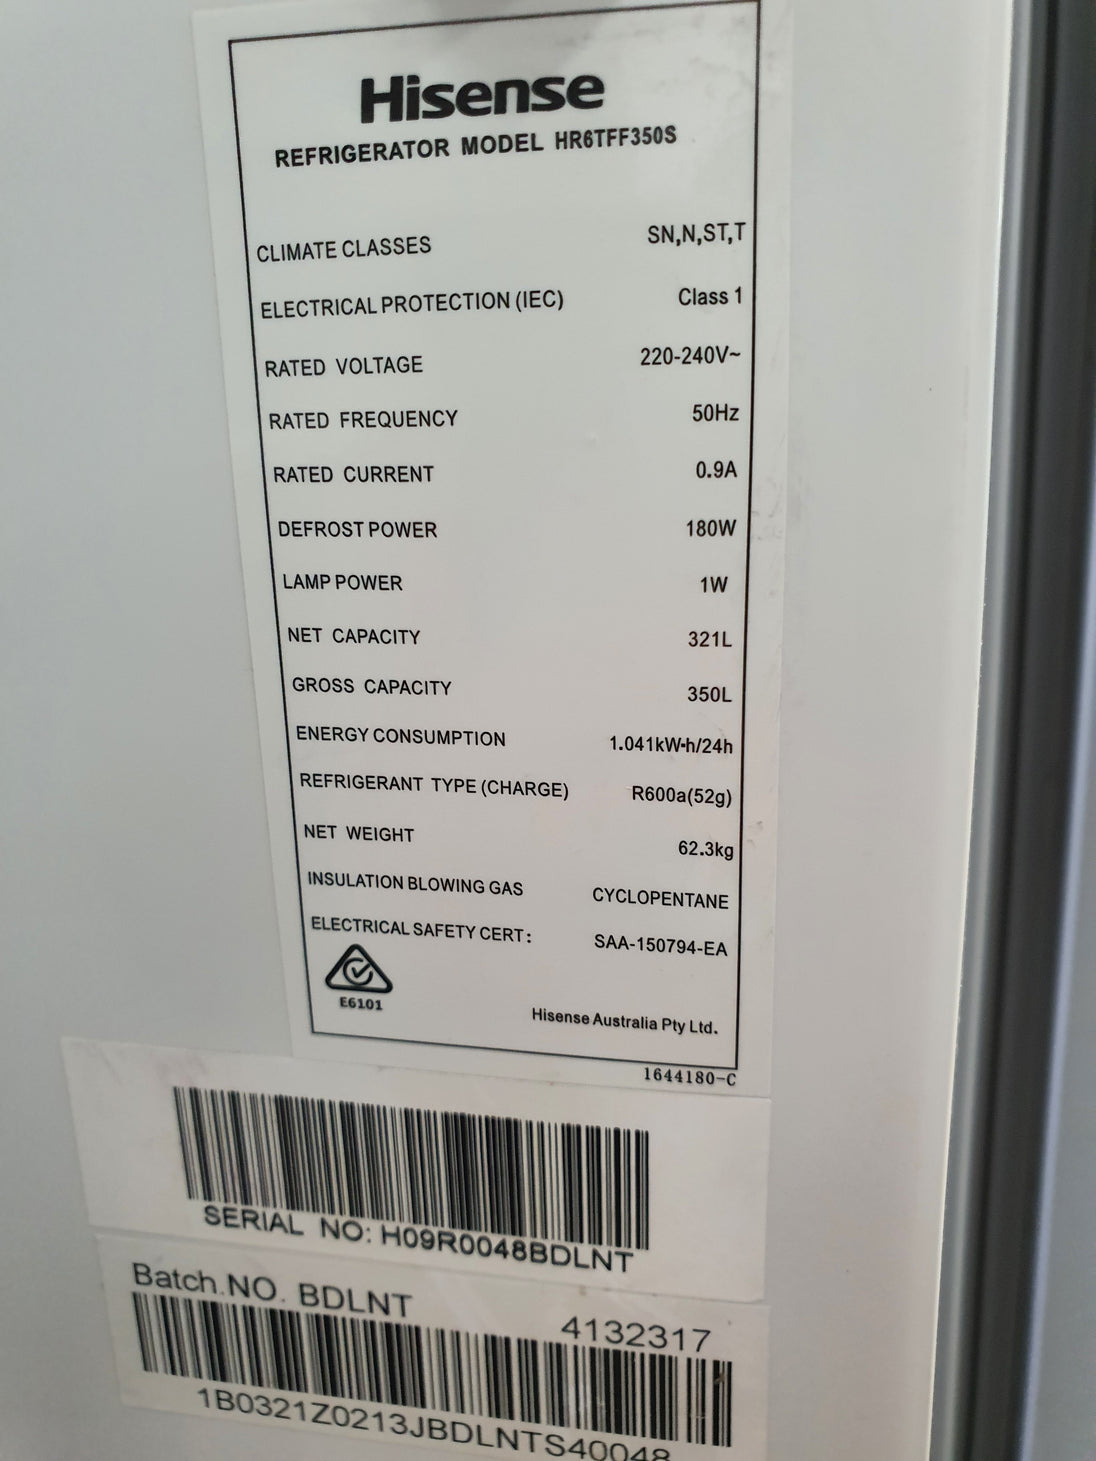 Hisense
REFRIGERATOR MODEL HR6TFF350S
CLIMATE CLASSES SN,N,ST,T
ELECTRICAL PROTECTION (IEC) Class 1
RATED VOLTAGE 220-240V~
RATED FREQUENCY 50Hz
RATED CURRENT 0.9A
DEFROST POWER 180W
LAMP POWER 1W
NET CAPACITY 321L
GROSS CAPACITY 350L
ENERGY CONSUMPTION 1.041kW·h/24h
REFRIGERANT TYPE (CHARGE) R600a(52g)
NET WEIGHT 62.3kg
INSULATION BLOWING GAS CYCLOPENTANE
ELECTRICAL SAFETY CERT: SAA-150794-EA
E6101
Hisense Australia Pty Ltd.
1644180-C
SERIAL NO: H09R0048BDLNT
Batch.NO. BDLNT
4132317
1B0321Z0213JBDLNTS40048